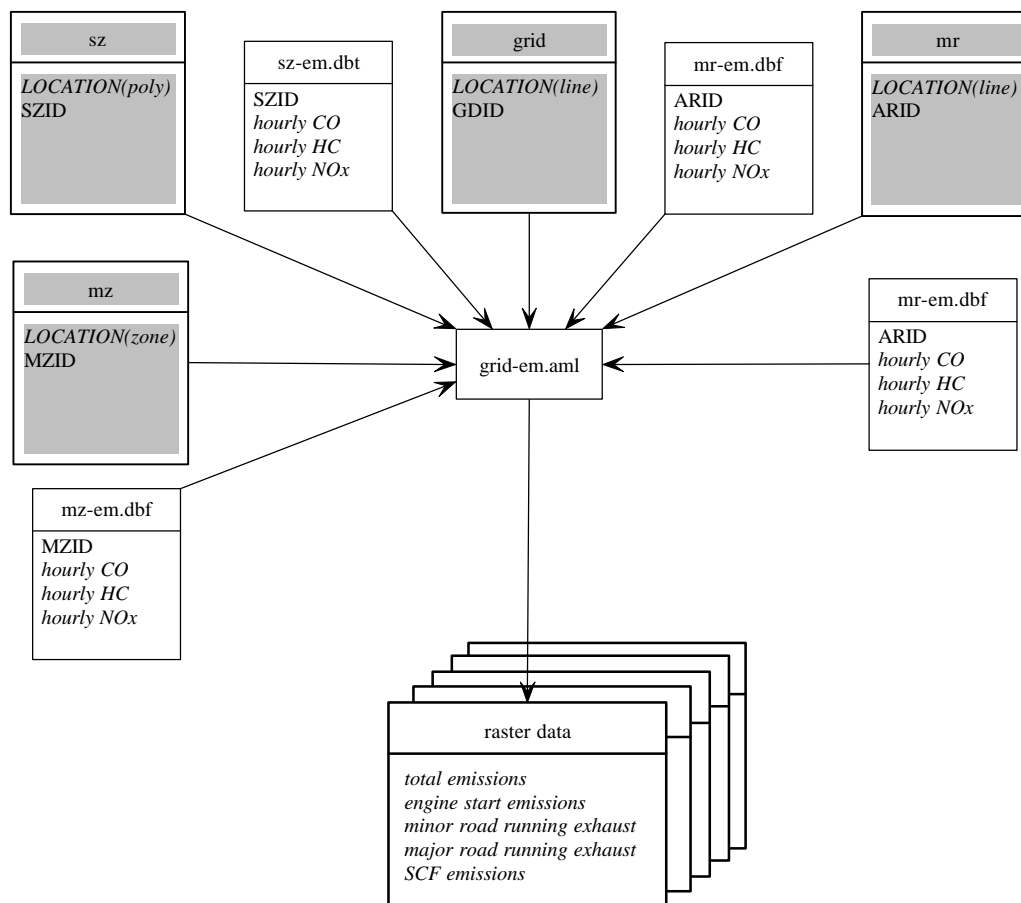 sz
LOCATION(poly)
SZID
sz-em.dbt
SZID
hourly CO
hourly HC
hourly NOx
grid
LOCATION(line)
GDID
mr-em.dbf
ARID
hourly CO
hourly HC
hourly NOx
mr
LOCATION(line)
ARID
mz
LOCATION(zone)
MZID
grid-em.aml
mr-em.dbf
ARID
hourly CO
hourly HC
hourly NOx
mz-em.dbf
MZID
hourly CO
hourly HC
hourly NOx
raster data
total emissions
engine start emissions
minor road running exhaust
major road running exhaust
SCF emissions